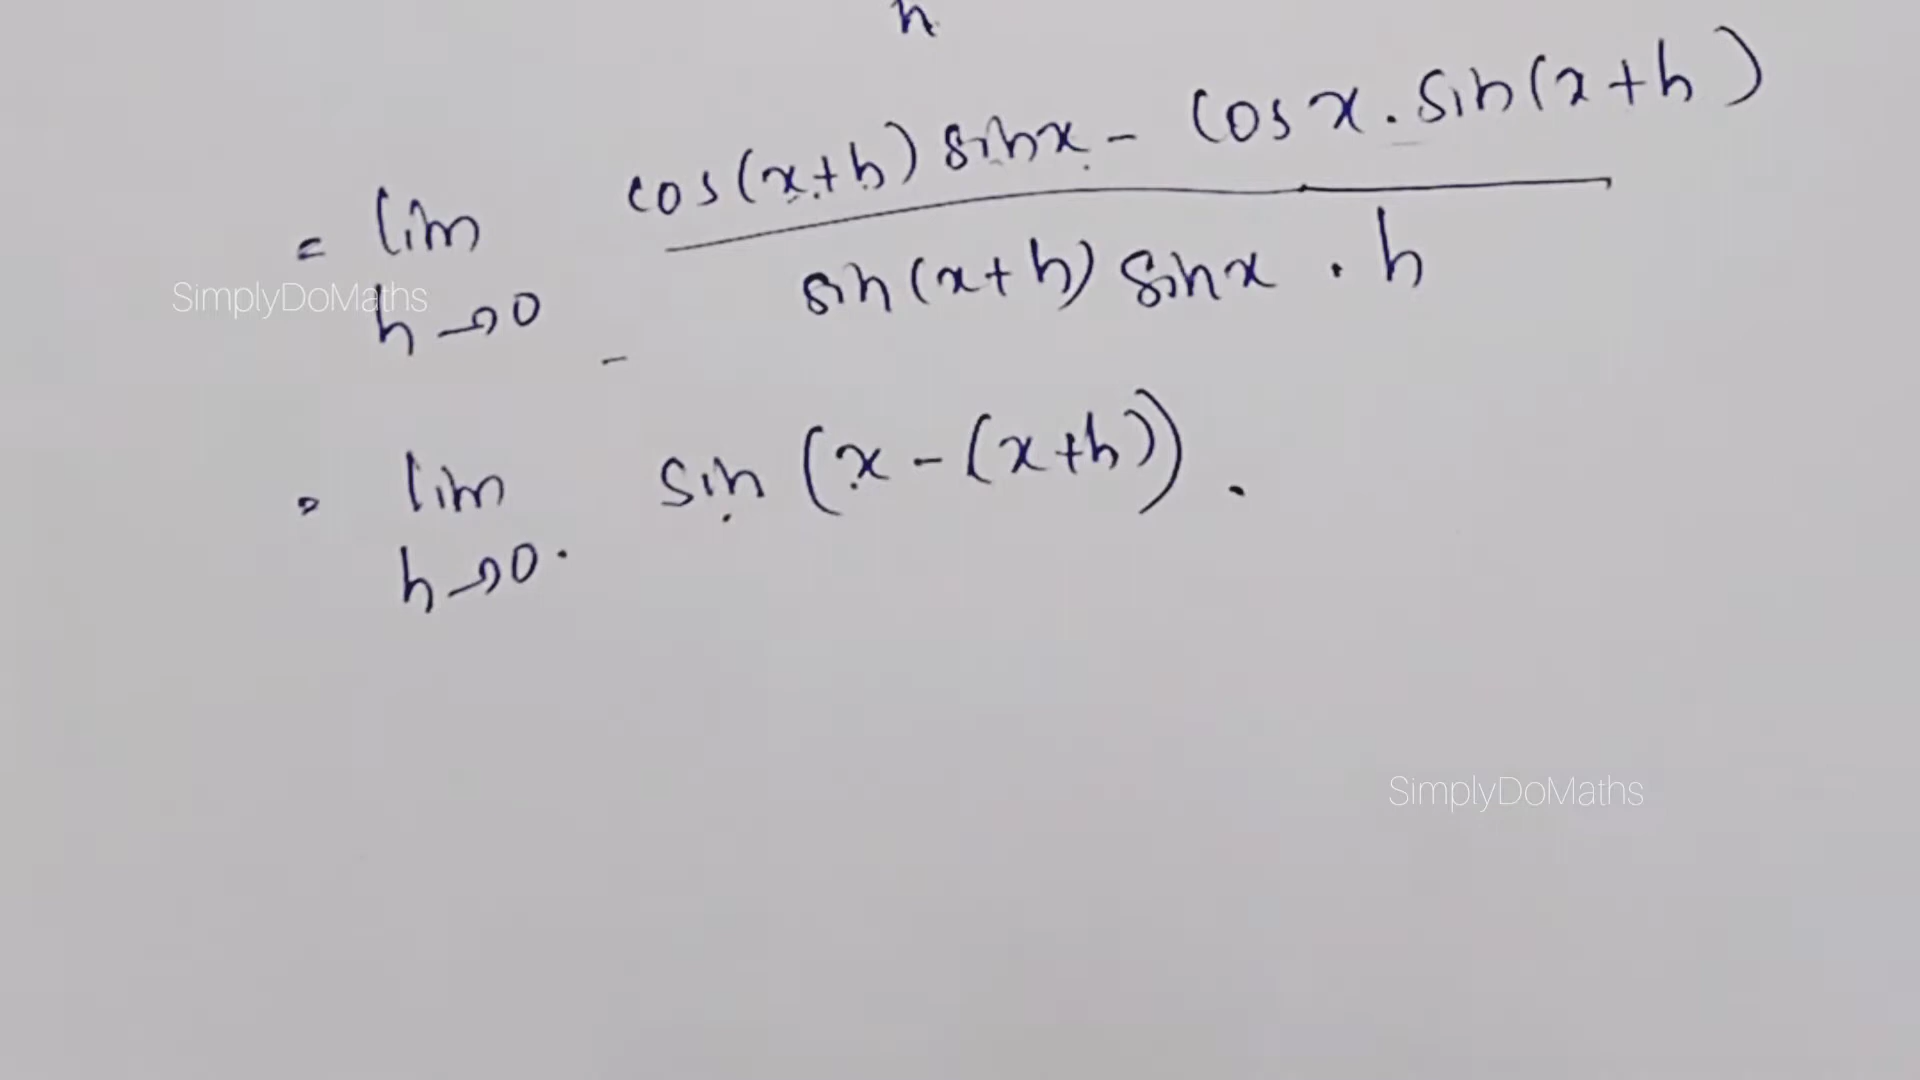 h
cos(x+h) sinx - cosx . sin(x+h)
= lim
sin(x+h) sinx . h
h→0
= lim sin (x-(x+h)) .
h→0.
SimplyDoMaths
SimplyDoMaths